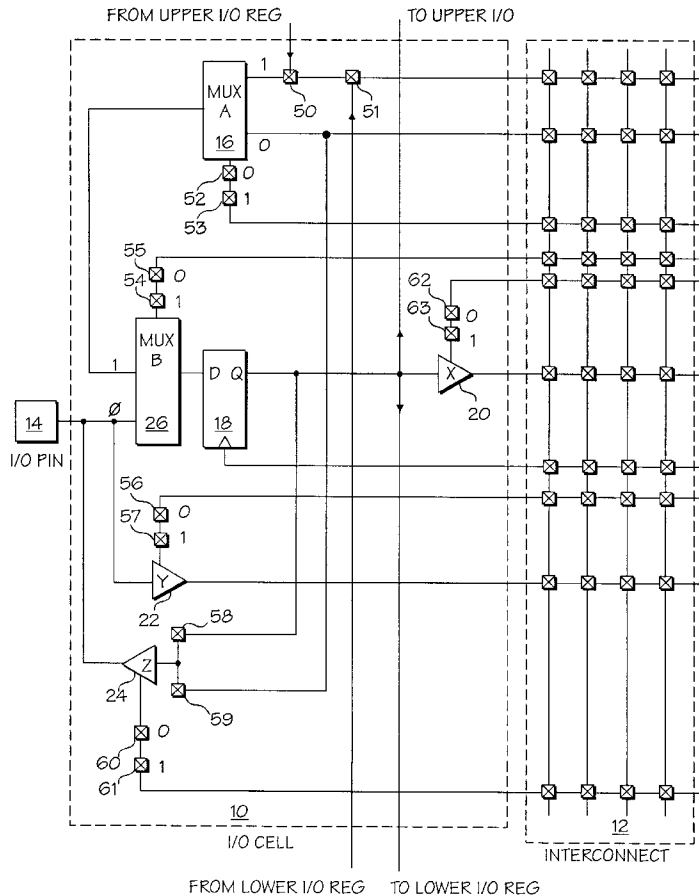 FROM UPPER I/O REG
TO UPPER I/O
MUX
A
16
1
0
50
51
52
0
53
1
55
0
54
1
62
0
63
1
MUX
B
26
1
Ø
D Q
18
X
20
14
I/O PIN
56
0
57
1
Y
22
58
Z
24
59
60
0
61
1
10
I/O CELL
12
INTERCONNECT
FROM LOWER I/O REG
TO LOWER I/O REG